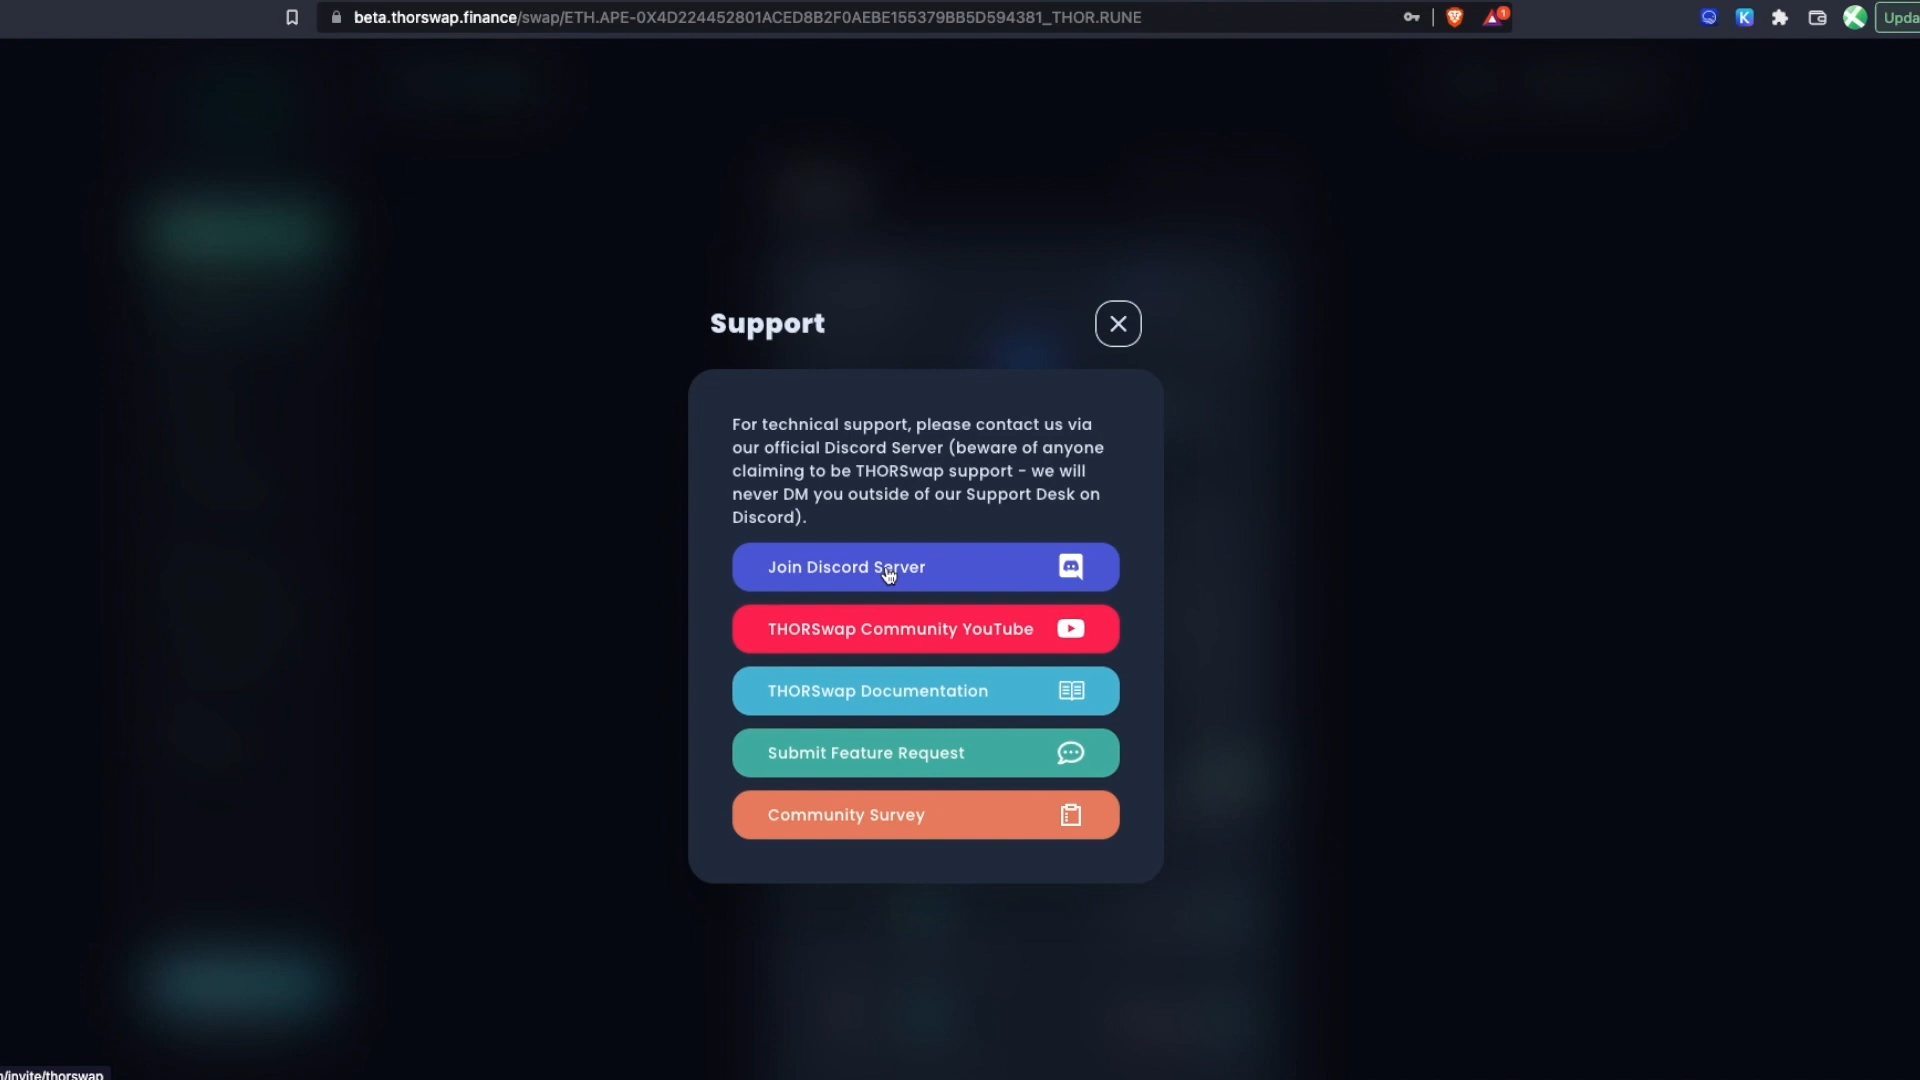 beta.thorswap.finance/swap/ETH.APE-0X4D224452801ACED8B2F0AEBE155379BB5D594381_THOR.RUNE
1
K
Upda
Support
For technical support, please contact us via
our official Discord Server (beware of anyone
claiming to be THORSwap support - we will
never DM you outside of our Support Desk on
Discord).
Join Discord Server
THORSwap Community YouTube
THORSwap Documentation
Submit Feature Request
Community Survey
/invite/thorswap